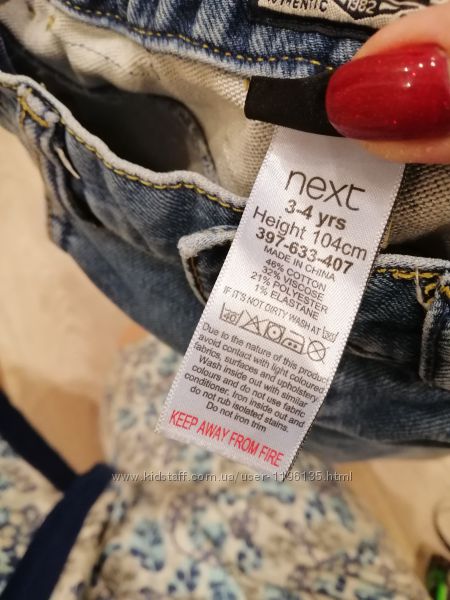 AUTHENTIC 1982
next
3-4 yrs
Height 104cm
397-633-407
MADE IN CHINA
46% COTTON
32% VISCOSE
21% POLYESTER
1% ELASTANE
IF IT'S NOT DIRTY WASH AT 30
40
Due to the nature of this product
avoid contact with light coloured
fabrics, surfaces and upholstery
Wash inside out with similar
colours and do not use fabric
conditioner. Iron inside out and
do not rub isolated stains.
Do not iron trim
KEEP AWAY FROM FIRE
www.kidstaff.com.ua/user-1196135.html